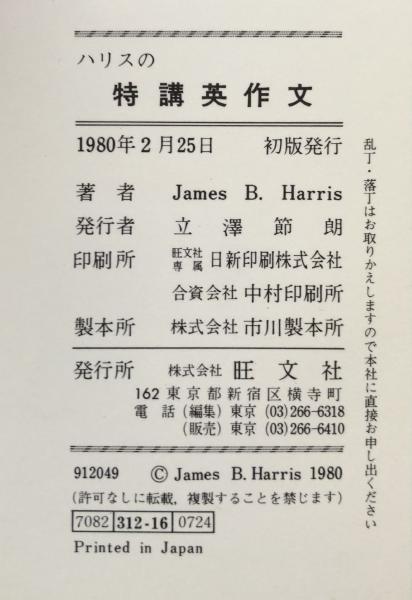 ハリスの
特講英作文
1980年2月25日 初版発行
著者 James B. Harris
発行者 立澤節朗
印刷所 旺文社専属 日新印刷株式会社
合資会社 中村印刷所
製本所 株式会社 市川製本所
発行所 株式会社 旺文社
162 東京都新宿区横寺町
電話 (編集) 東京 (03)266-6318
(販売) 東京 (03)266-6410
912049 © James B. Harris 1980
(許可なしに転載，複製することを禁じます)
7082 312-16 0724
Printed in Japan
乱丁・落丁はお取りかえしますので本社に直接お申し出ください